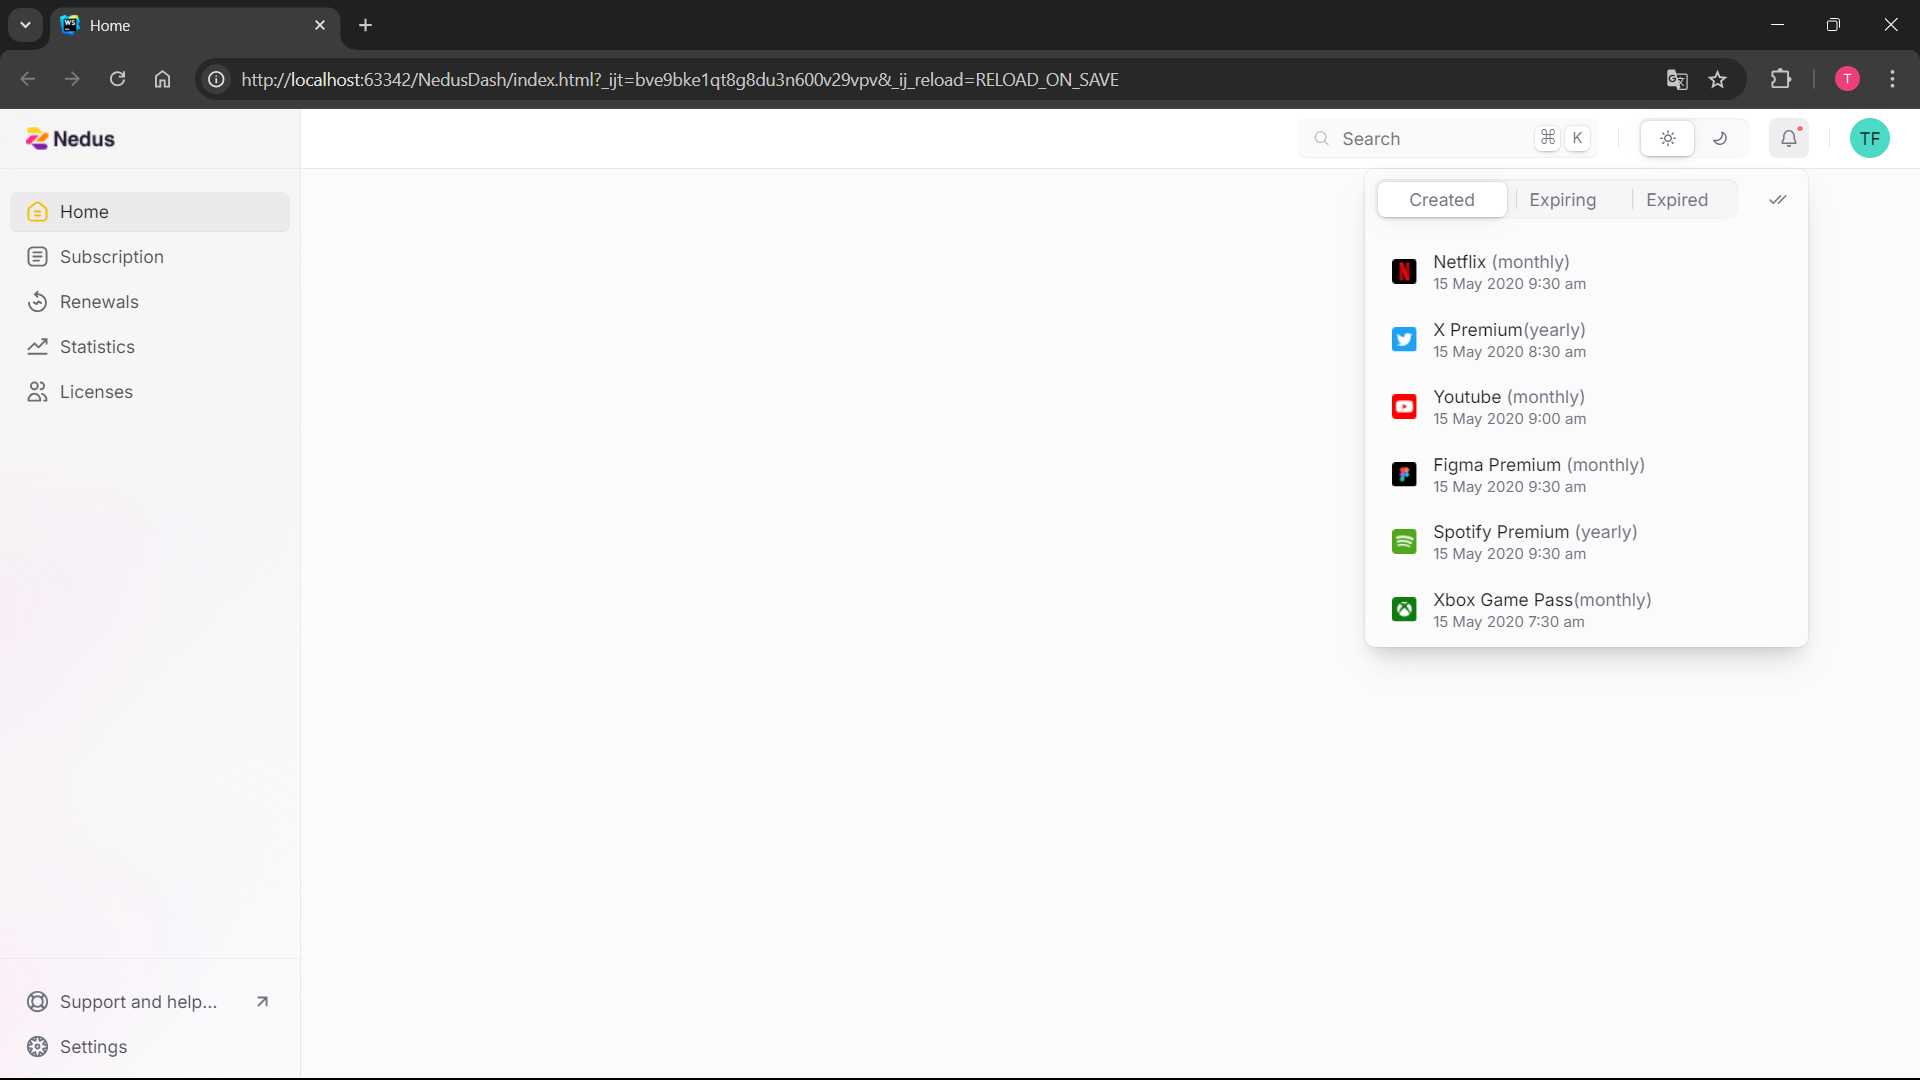 Home
http://localhost:63342/NedusDash/index.html?_ijt=bve9bke1qt8g8du3n600v29vpv&_ij_reload=RELOAD_ON_SAVE
T
Nedus
Search ⌘ K
TF
Home
Subscription
Renewals
Statistics
Licenses
Created Expiring Expired
Netflix (monthly)
15 May 2020 9:30 am
X Premium(yearly)
15 May 2020 8:30 am
Youtube (monthly)
15 May 2020 9:00 am
Figma Premium (monthly)
15 May 2020 9:30 am
Spotify Premium (yearly)
15 May 2020 9:30 am
Xbox Game Pass(monthly)
15 May 2020 7:30 am
Support and help...
Settings